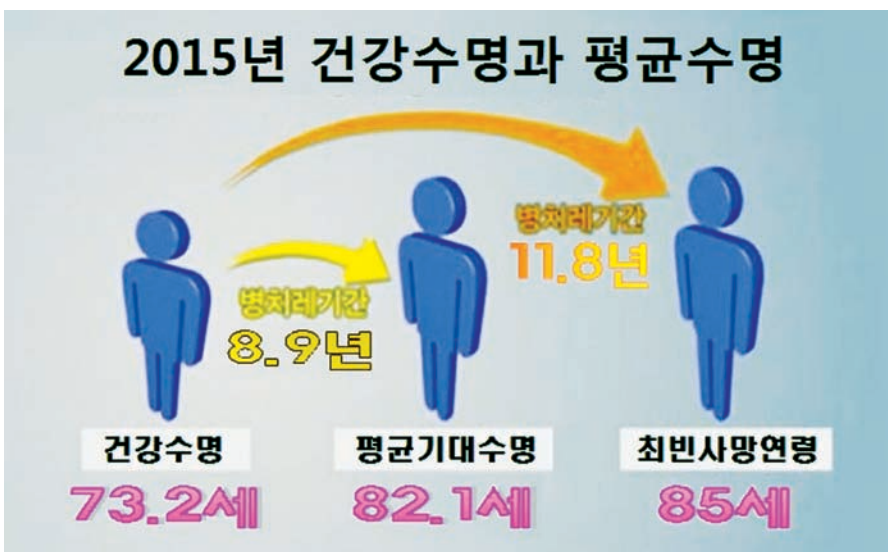 2015년 건강수명과 평균수명
병치레기간
11.8년
병치레기간
8.9년
건강수명
평균기대수명
최빈사망연령
73.2세
82.1세
85세